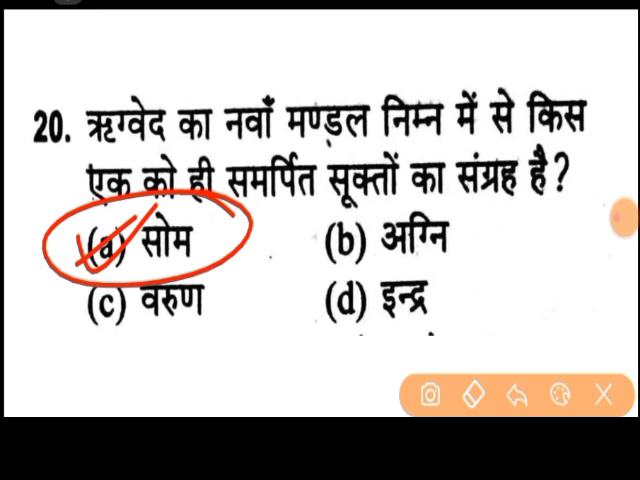 20. ऋग्वेद का नवाँ मण्डल निम्न में से किस
एक को ही समर्पित सूक्तों का संग्रह है?
(a) सोम (b) अग्नि
(c) वरुण (d) इन्द्र